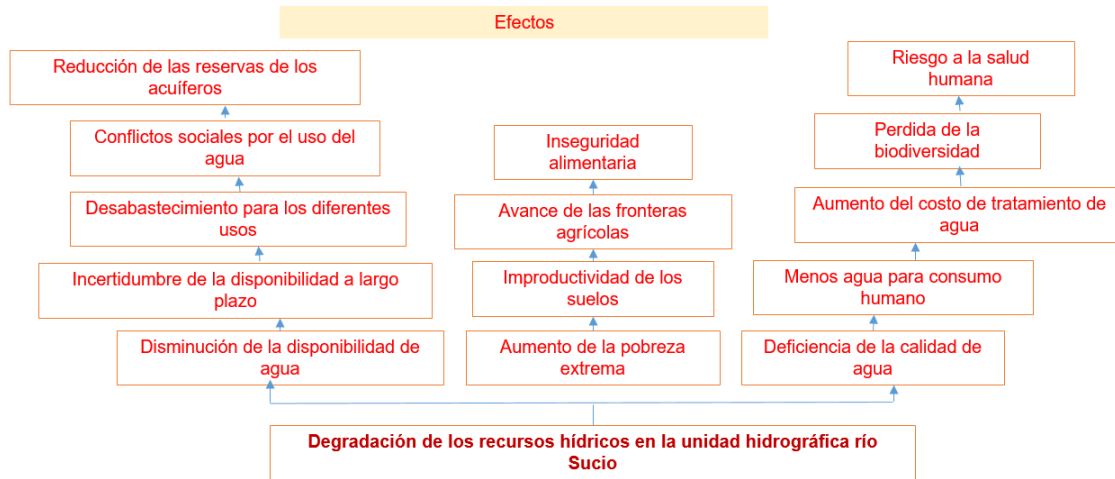 Efectos
Reducción de las reservas de los
acuíferos
Conflictos sociales por el uso del
agua
Desabastecimiento para los diferentes
usos
Incertidumbre de la disponibilidad a largo
plazo
Disminución de la disponibilidad de
agua
Inseguridad
alimentaria
Avance de las fronteras
agrícolas
Improductividad de los
suelos
Aumento de la pobreza
extrema
Riesgo a la salud
humana
Perdida de la
biodiversidad
Aumento del costo de tratamiento de
agua
Menos agua para consumo
humano
Deficiencia de la calidad de
agua
Degradación de los recursos hídricos en la unidad hidrográfica río
Sucio